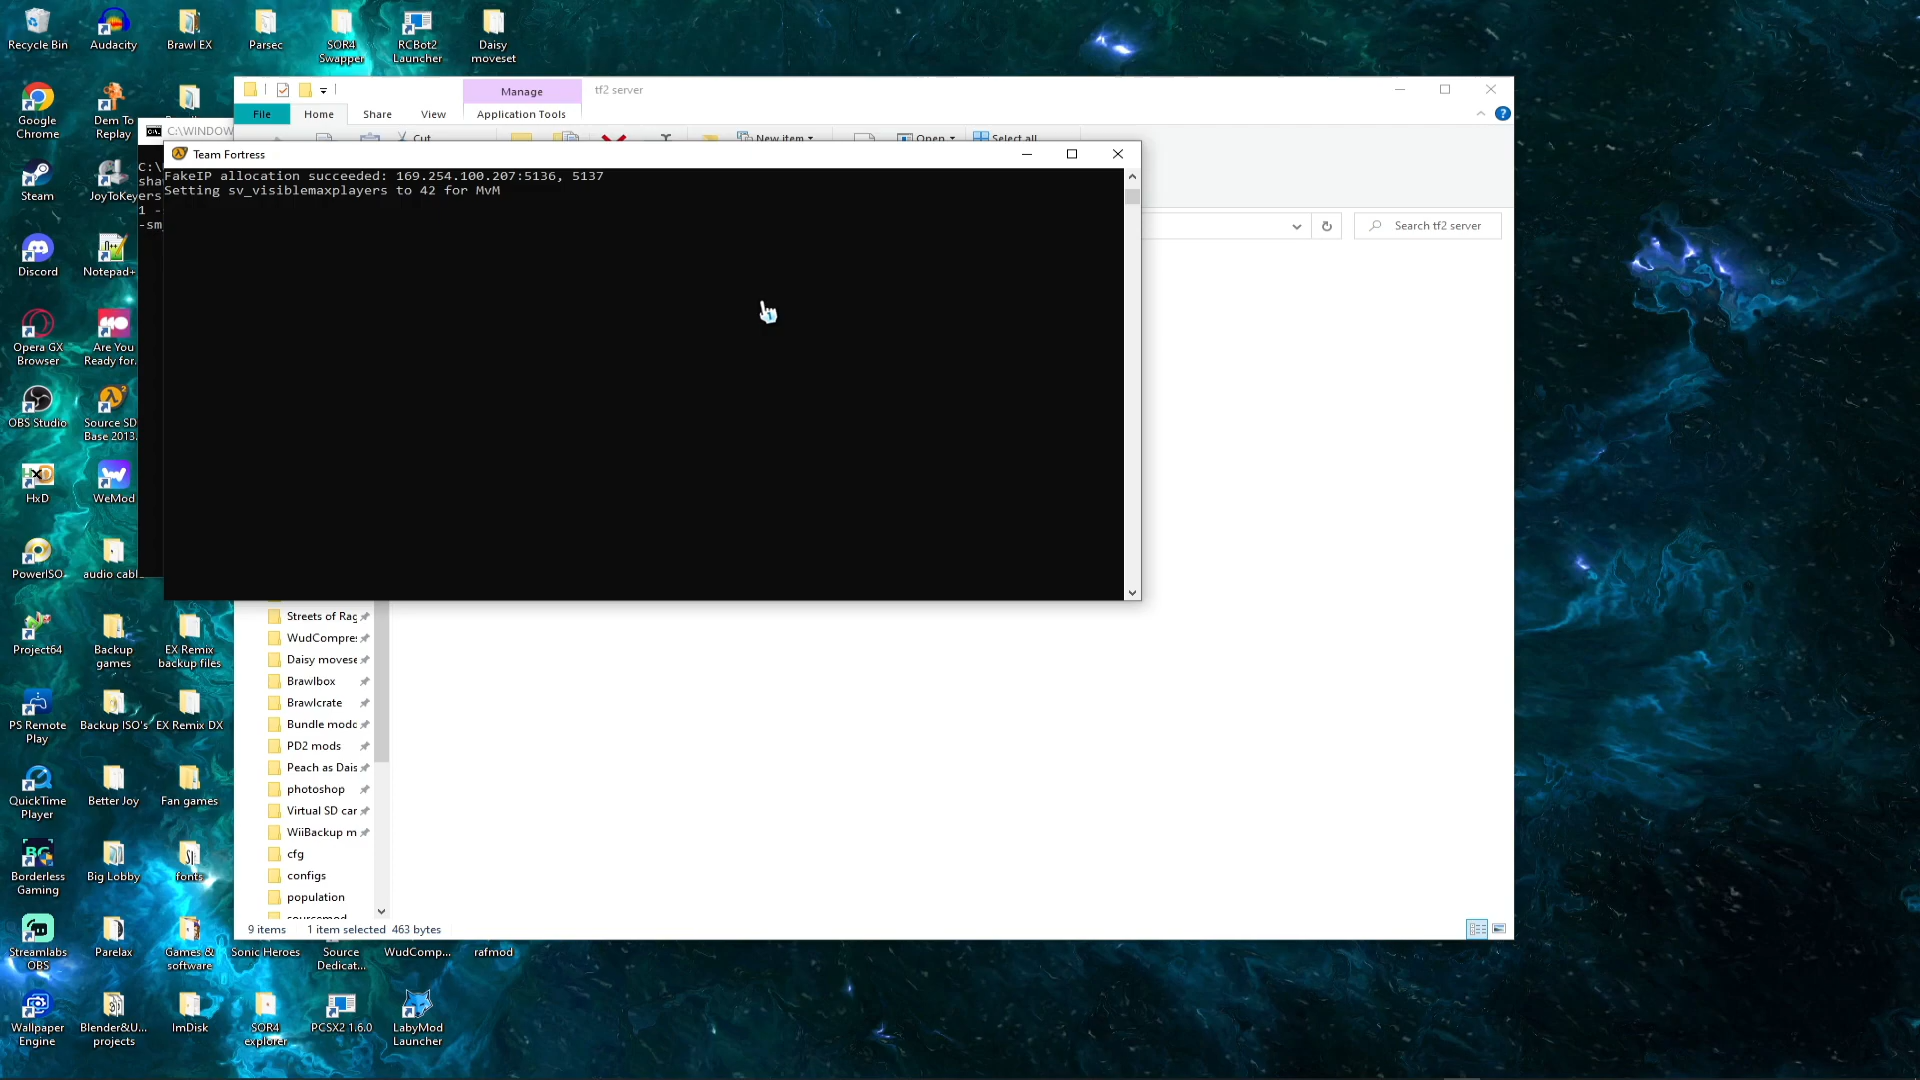 Recycle Bin
Audacity
Brawl EX
Parsec
SOR4
Swapper
RCBot2
Launcher
Daisy
moveset
Google
Chrome
Dem To
Replay
Steam
JoyToKey
Discord
Notepad+
Opera GX
Browser
Are You
Ready for.
OBS Studio
Source SD
Base 2013.
HxD
WeMod
PowerISO
audio cabl
Project64
Backup
games
EX Remix
backup files
PS Remote
Play
Backup ISO's
EX Remix DX
QuickTime
Player
Better Joy
Fan games
Borderless
Gaming
Big Lobby
fonts
Streamlabs
OBS
Parelax
Games &
software
Sonic Heroes
Source
Dedicat...
WudComp...
rafmod
Wallpaper
Engine
Blender&U...
projects
ImDisk
SOR4
explorer
PCSX2 1.6.0
LabyMod
Launcher
Manage
tf2 server
File
Home
Share
View
Application Tools
Cut
New item
Open
Select all
Search tf2 server
C:\WINDOW
C:\
sha
ers
1 -
-sm
Team Fortress
FakeIP allocation succeeded: 169.254.100.207:5136, 5137
Setting sv_visiblemaxplayers to 42 for MvM
Streets of Rag
WudCompres
Daisy movese
Brawlbox
Brawlcrate
Bundle modc
PD2 mods
Peach as Dais
photoshop
Virtual SD car
WiiBackup m
cfg
configs
population
sourcemod
9 items
1 item selected 463 bytes